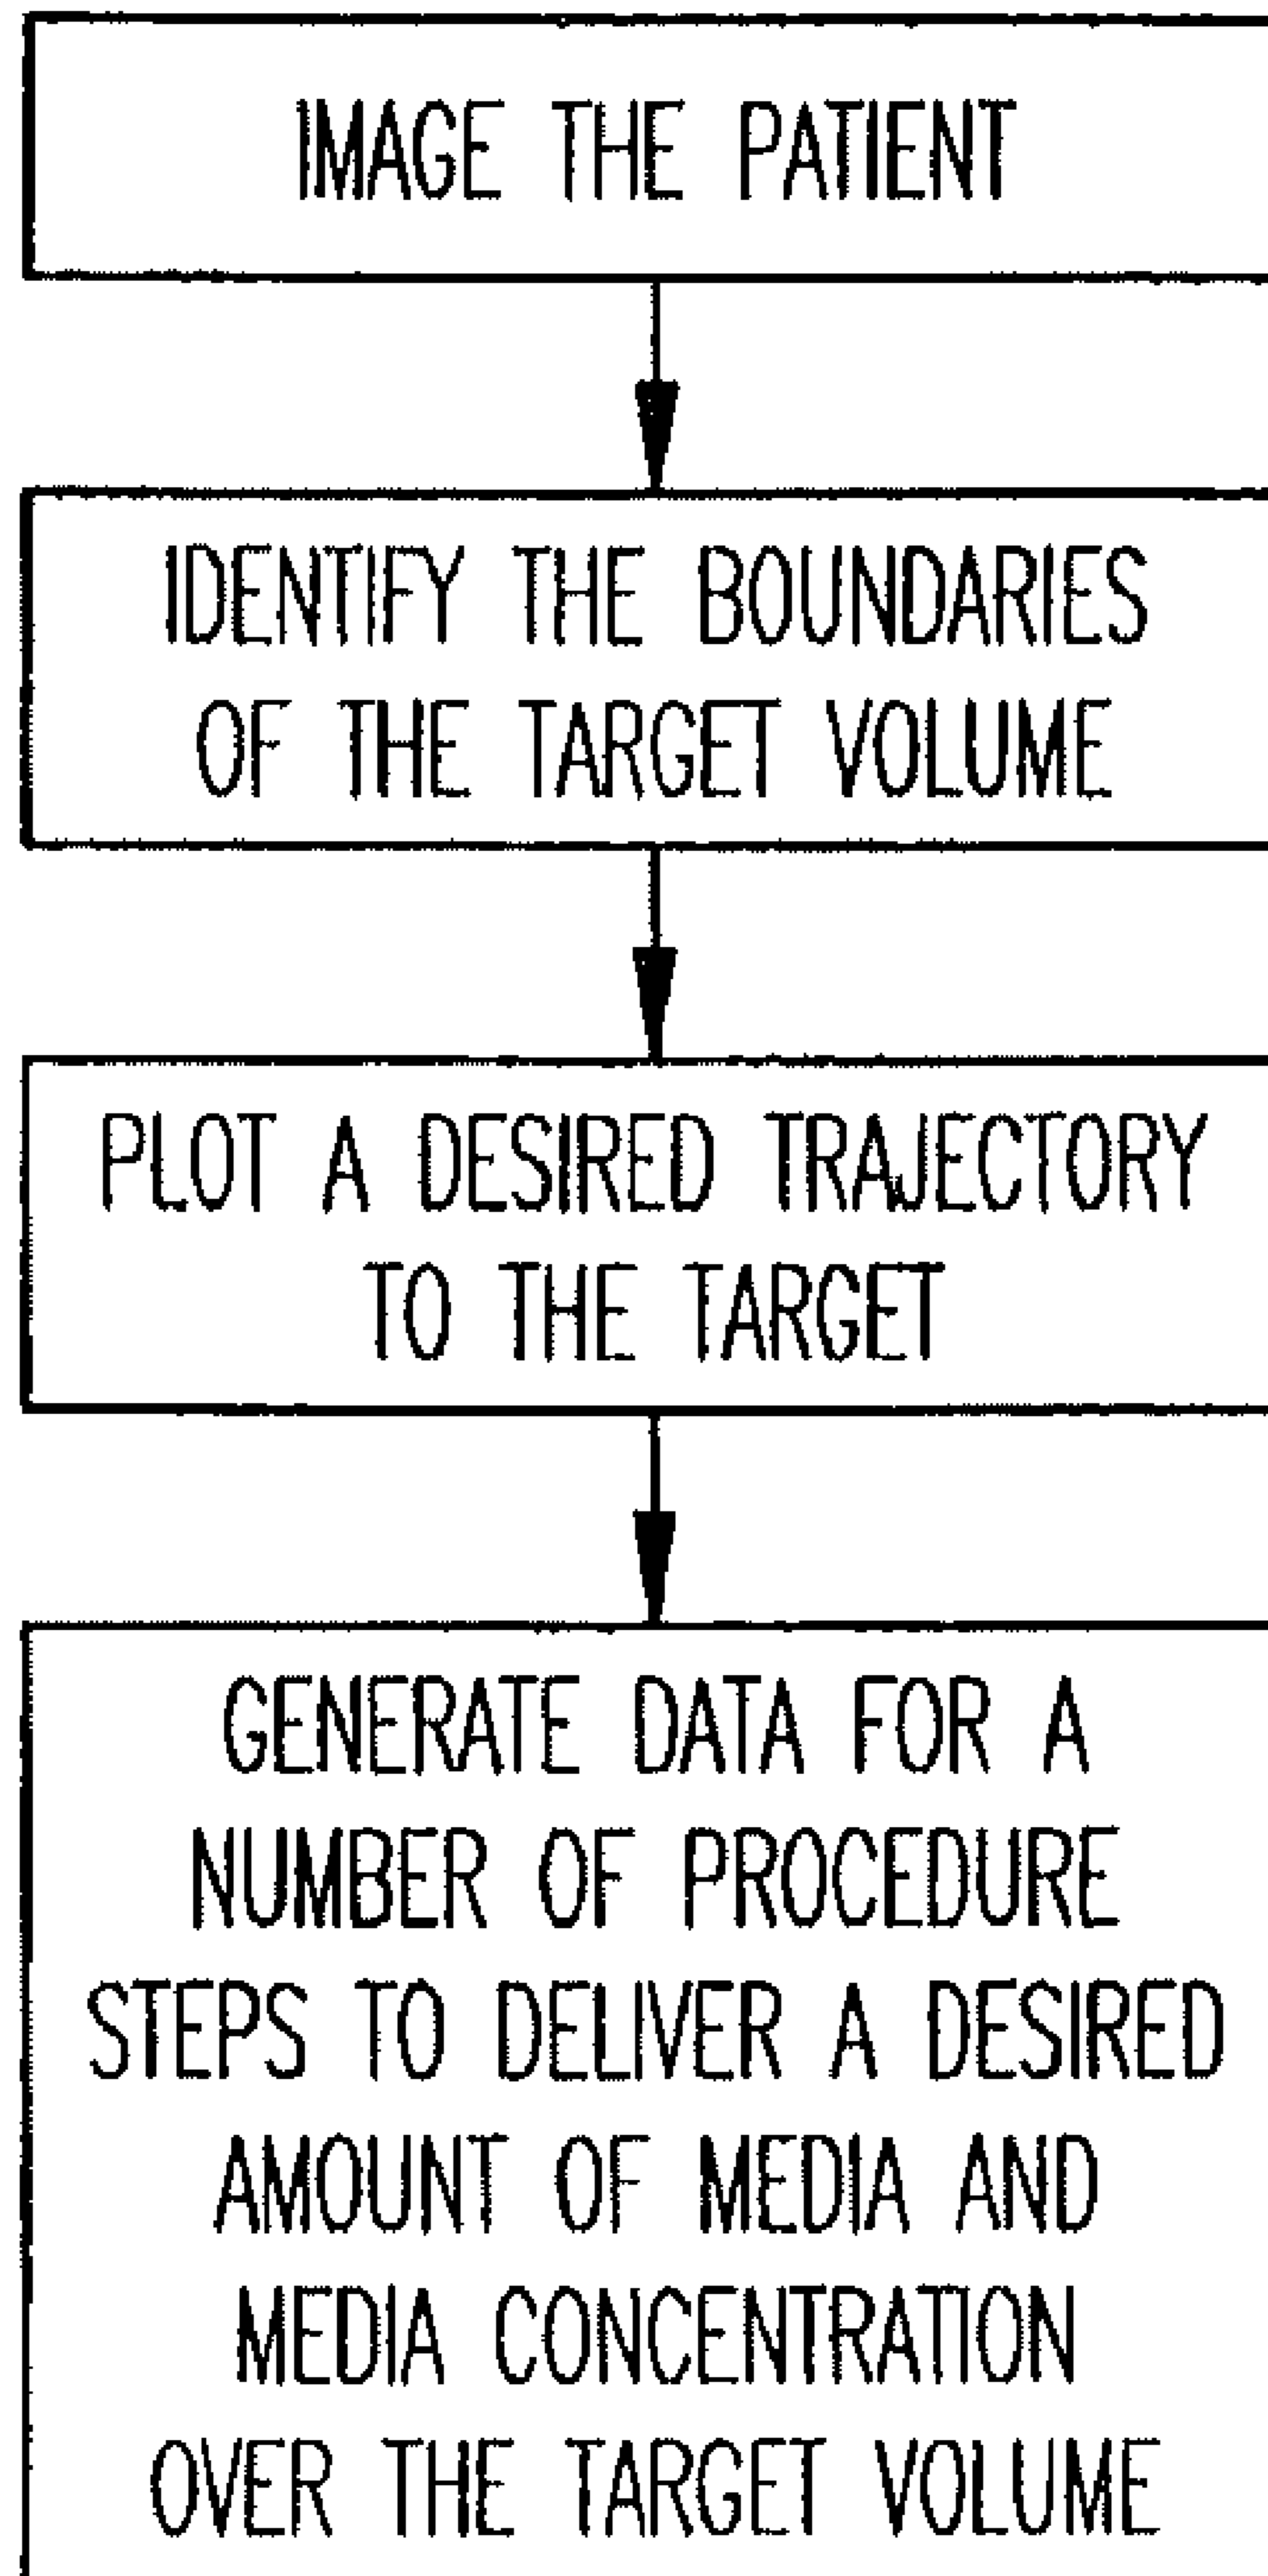 IMAGE THE PATIENT
IDENTIFY THE BOUNDARIES
OF THE TARGET VOLUME
PLOT A DESIRED TRAJECTORY
TO THE TARGET
GENERATE DATA FOR A
NUMBER OF PROCEDURE
STEPS TO DELIVER A DESIRED
AMOUNT OF MEDIA AND
MEDIA CONCENTRATION
OVER THE TARGET VOLUME